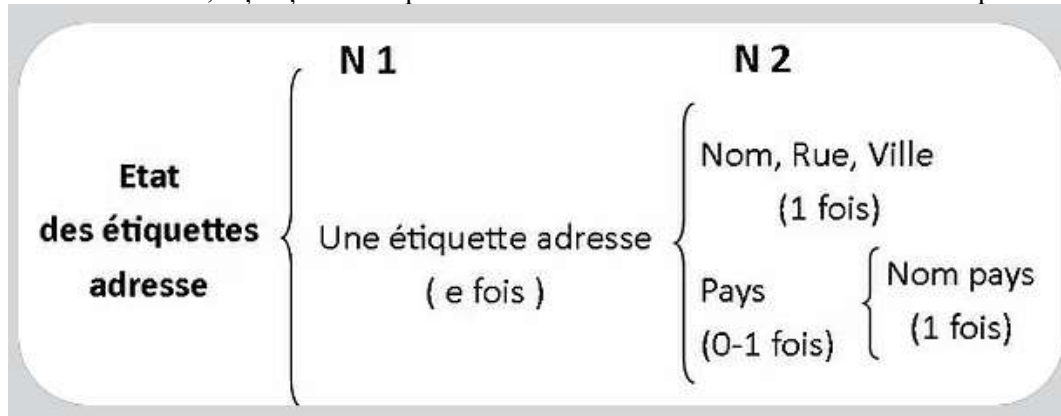 N 1
N 2
Etat
des étiquettes
adresse
Une étiquette adresse
( e fois )
Nom, Rue, Ville
(1 fois)
Pays
(0-1 fois)
Nom pays
(1 fois)